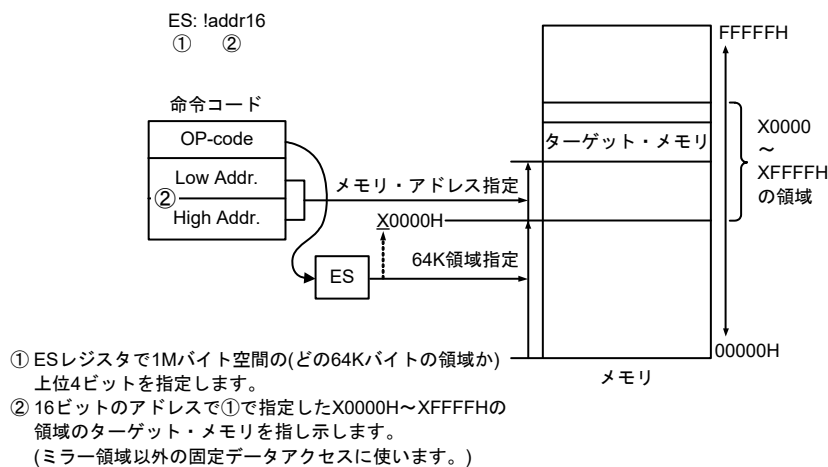 ES: !addr16
① ②
命令コード
OP-code
Low Addr.
②
High Addr.
メモリ・アドレス指定
X0000H
64K領域指定
ES
FFFFFH
ターゲット・メモリ
X0000
～
XFFFFH
の領域
00000H
メモリ
① ESレジスタで1Mバイト空間の(どの64Kバイトの領域か)
上位4ビットを指定します。
② 16ビットのアドレスで①で指定したX0000H～XFFFFHの
領域のターゲット・メモリを指し示します。
(ミラー領域以外の固定データアクセスに使います。)